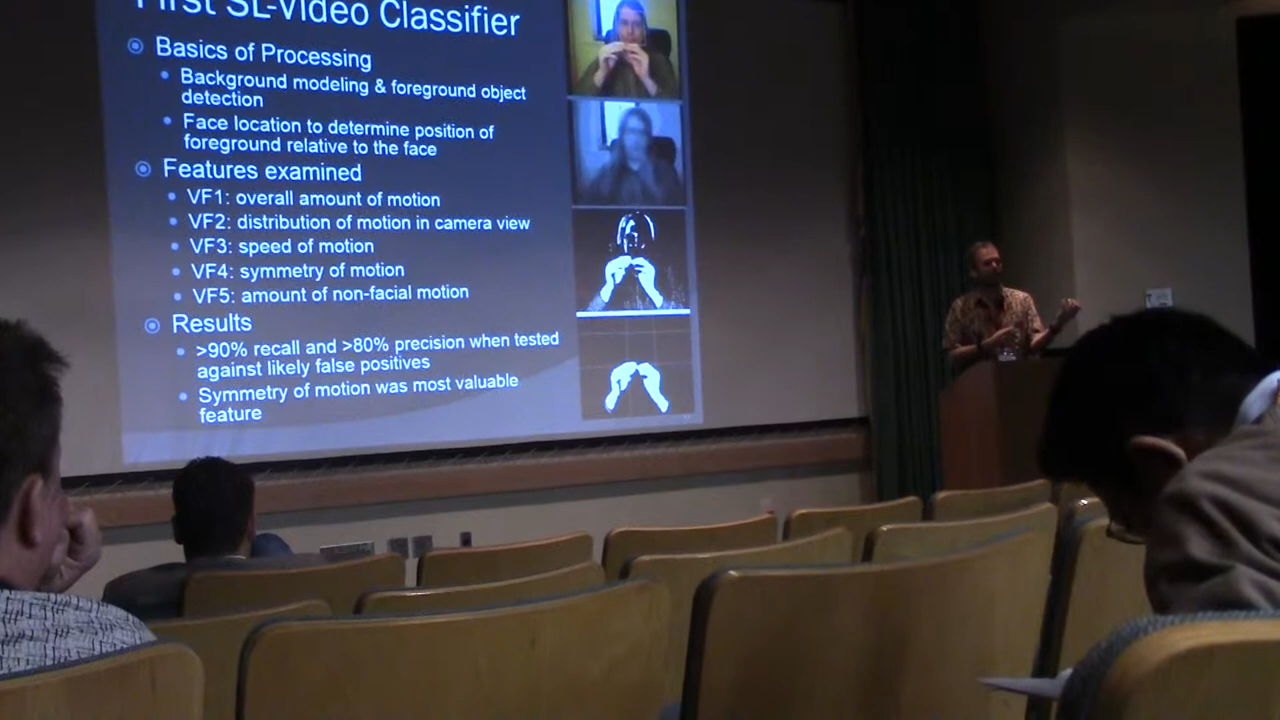 First SL-Video Classifier
Basics of Processing
Background modeling & foreground object
detection
Face location to determine position of
foreground relative to the face
Features examined
VF1: overall amount of motion
VF2: distribution of motion in camera view
VF3: speed of motion
VF4: symmetry of motion
VF5: amount of non-facial motion
Results
>90% recall and >80% precision when tested
against likely false positives
Symmetry of motion was most valuable
feature